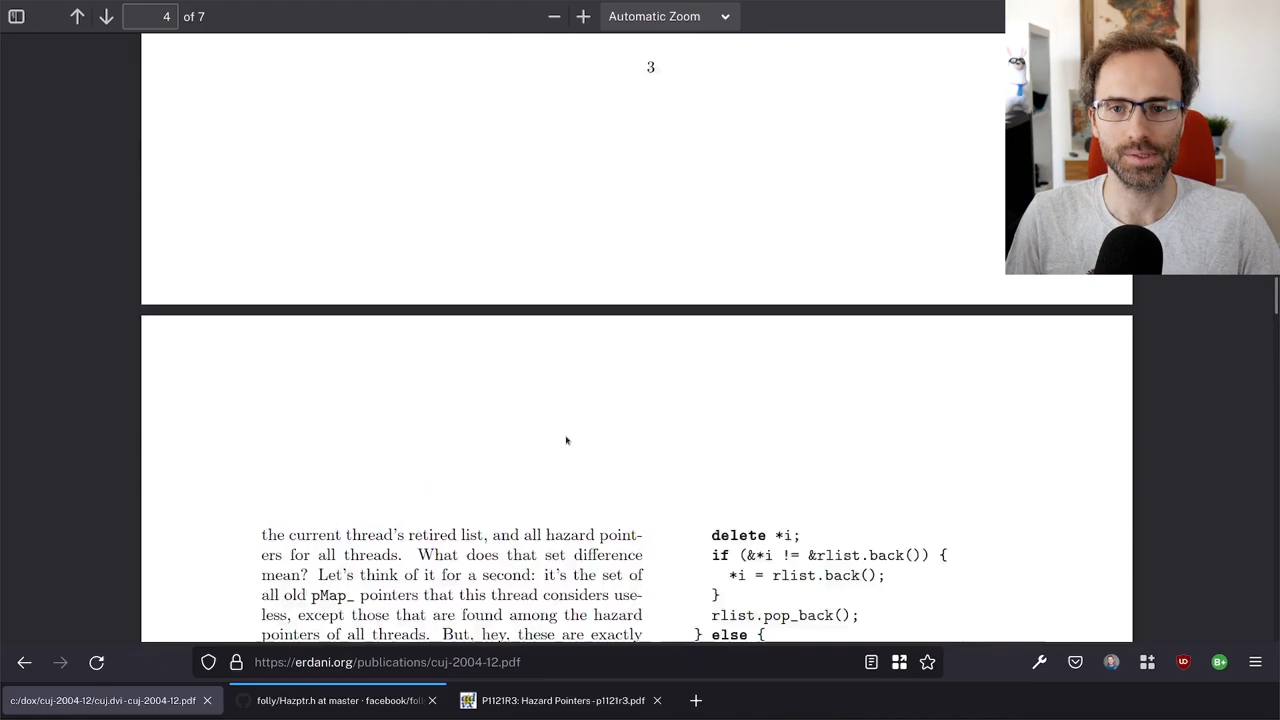 4
of 7
Automatic Zoom
3
the current thread's retired list, and all hazard point-
ers for all threads. What does that set difference
mean? Let's think of it for a second: it's the set of
all old pMap_ pointers that this thread considers use-
less, except those that are found among the hazard
pointers of all threads. But, hey, these are exactly
delete *i;
if (&*i != &rlist.back()) {
*i = rlist.back();
}
rlist.pop_back();
} else {
https://erdani.org/publications/cuj-2004-12.pdf
c:/dox/cuj-2004-12/cuj.dvi - cuj-2004-12.pdf
folly/Hazptr.h at master · facebook/foll
P1121R3: Hazard Pointers - p1121r3.pdf